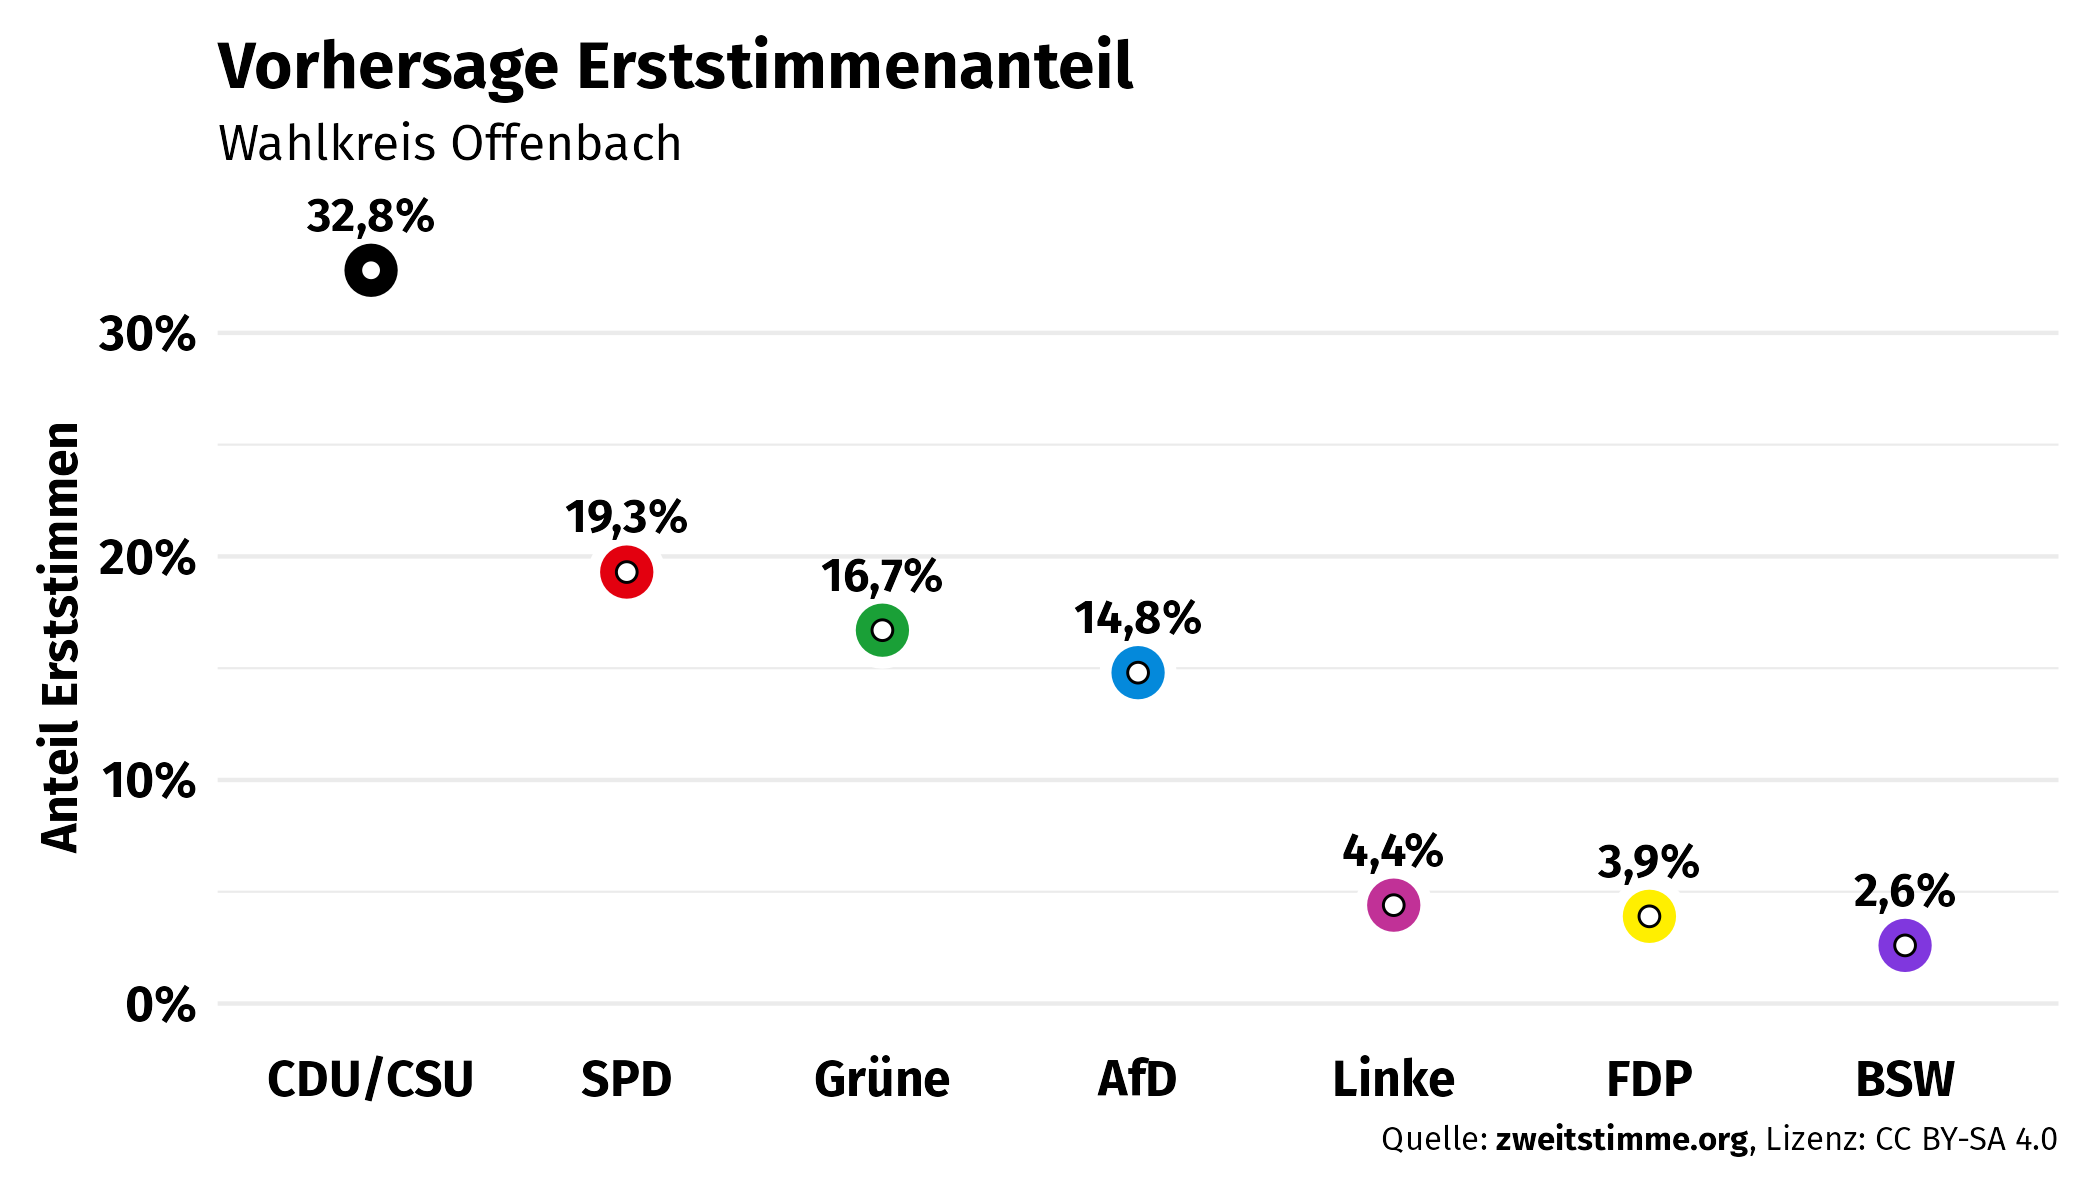 Vorhersage Erststimmenanteil
Wahlkreis Offenbach
32,8%
30%
19,3%
20%
16,7%
14,8%
10%
4,4%
3,9%
2,6%
0%
Anteil Erststimmen
CDU/CSU SPD Grüne AfD Linke FDP BSW
Quelle: zweitstimme.org, Lizenz: CC BY-SA 4.0